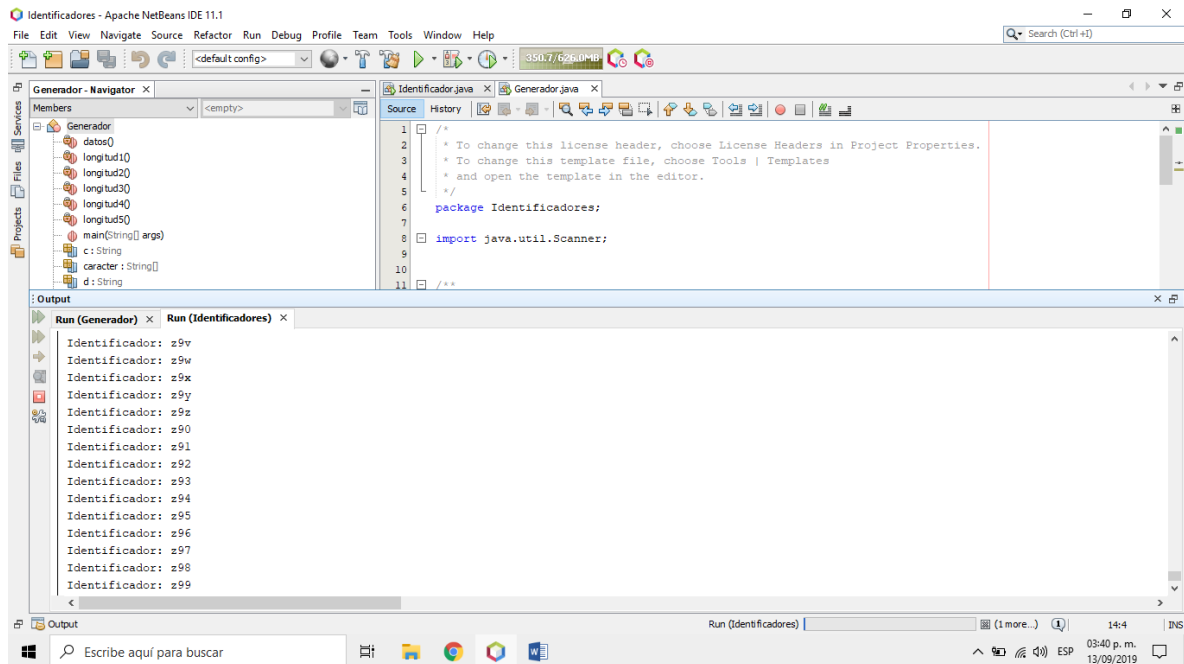 Identificadores - Apache NetBeans IDE 11.1
File Edit View Navigate Source Refactor Run Debug Profile Team Tools Window Help
Search (Ctrl+I)
<default config>
350.7/626.0MB
Generador - Navigator
Identificador.java
Generador.java
Members
<empty>
Source History
Services
Files
Projects
Generador
datos()
longitud1()
longitud2()
longitud3()
longitud4()
longitud5()
main(String[] args)
c : String
caracter : String[]
d : String
1 /*
2 * To change this license header, choose License Headers in Project Properties.
3 * To change this template file, choose Tools | Templates
4 * and open the template in the editor.
5 */
6 package Identificadores;
7
8 import java.util.Scanner;
9
10
11 /**
Output
Run (Generador)
Run (Identificadores)
Identificador: z9v
Identificador: z9w
Identificador: z9x
Identificador: z9y
Identificador: z9z
Identificador: z90
Identificador: z91
Identificador: z92
Identificador: z93
Identificador: z94
Identificador: z95
Identificador: z96
Identificador: z97
Identificador: z98
Identificador: z99
Output
Run (Identificadores)
(1 more...)
1
14:4
INS
Escribe aquí para buscar
ESP
03:40 p. m.
13/09/2019